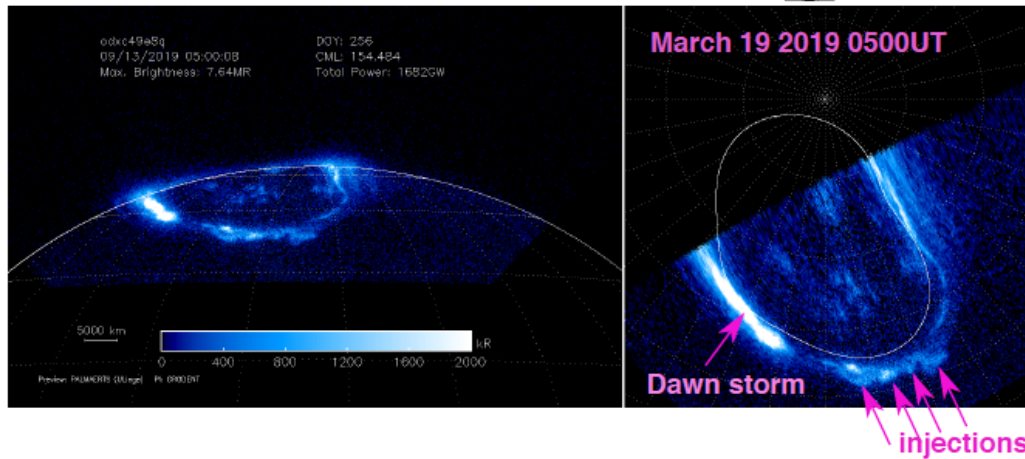 odxc49e8q
09/13/2019 05:00:08
Max. Brightness: 7.64MR
DOY: 256
CML: 154.484
Total Power: 1682GW
5000 km
0 400 800 1200 1600 2000
kR
March 19 2019 0500UT
Dawn storm
injections